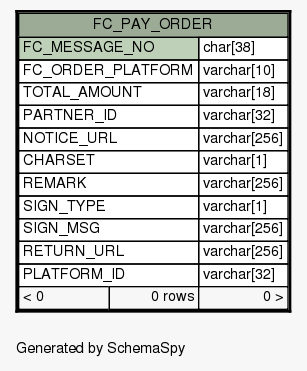 FC_PAY_ORDER
FC_MESSAGE_NO char[38]
FC_ORDER_PLATFORM varchar[10]
TOTAL_AMOUNT varchar[18]
PARTNER_ID varchar[32]
NOTICE_URL varchar[256]
CHARSET varchar[1]
REMARK varchar[256]
SIGN_TYPE varchar[1]
SIGN_MSG varchar[256]
RETURN_URL varchar[256]
PLATFORM_ID varchar[32]
< 0 0 rows 0 >
Generated by SchemaSpy